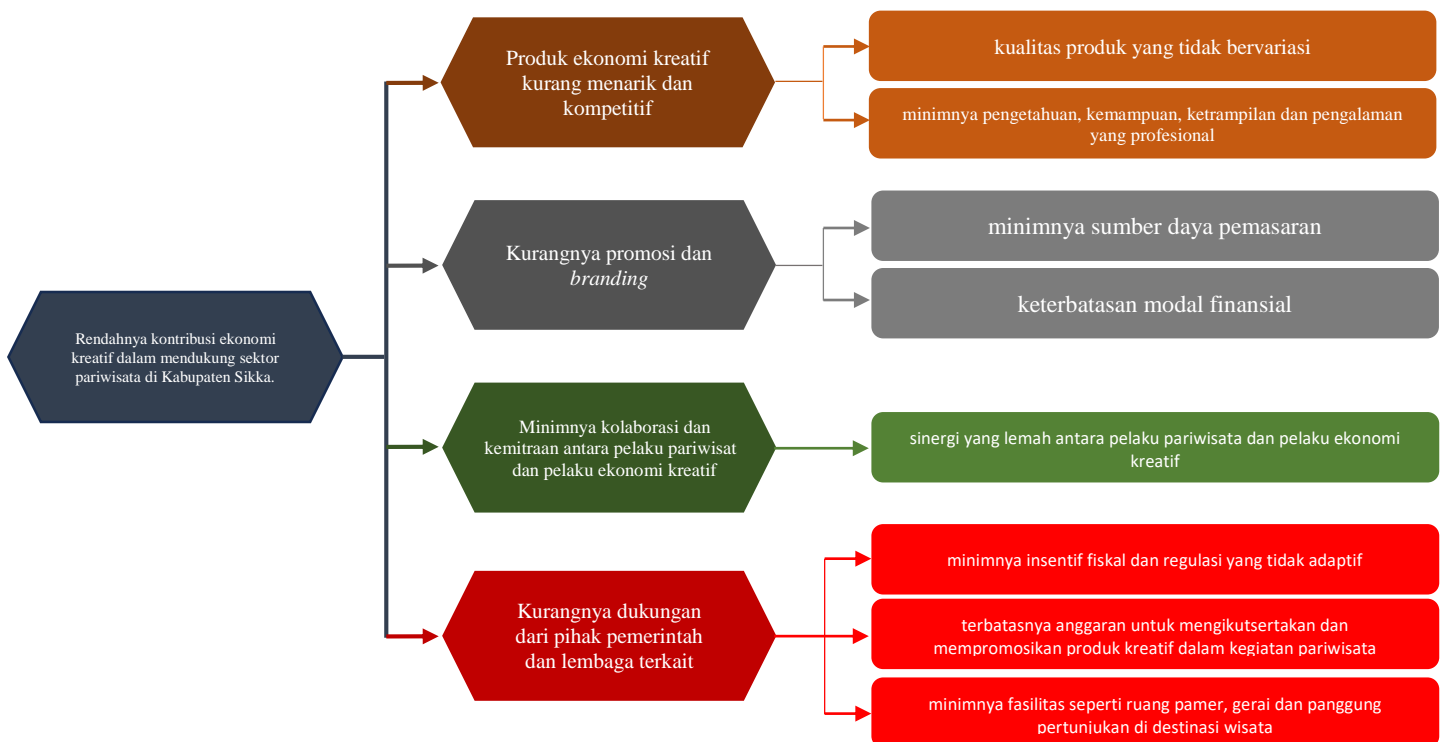 Produk ekonomi kreatif
kurang menarik dan
kompetitif
kualitas produk yang tidak bervariasi
minimnya pengetahuan, kemampuan, ketrampilan dan pengalaman
yang profesional
Kurangnya promosi dan
branding
minimnya sumber daya pemasaran
keterbatasan modal finansial
Rendahnya kontribusi ekonomi
kreatif dalam mendukung sektor
pariwisata di Kabupaten Sikka.
Minimnya kolaborasi dan
kemitraan antara pelaku pariwisat
dan pelaku ekonomi kreatif
sinergi yang lemah antara pelaku pariwisata dan pelaku ekonomi
kreatif
Kurangnya dukungan
dari pihak pemerintah
dan lembaga terkait
minimnya insentif fiskal dan regulasi yang tidak adaptif
terbatasnya anggaran untuk mengikutsertakan dan
mempromosikan produk kreatif dalam kegiatan pariwisata
minimnya fasilitas seperti ruang pamer, gerai dan panggung
pertunjukan di destinasi wisata